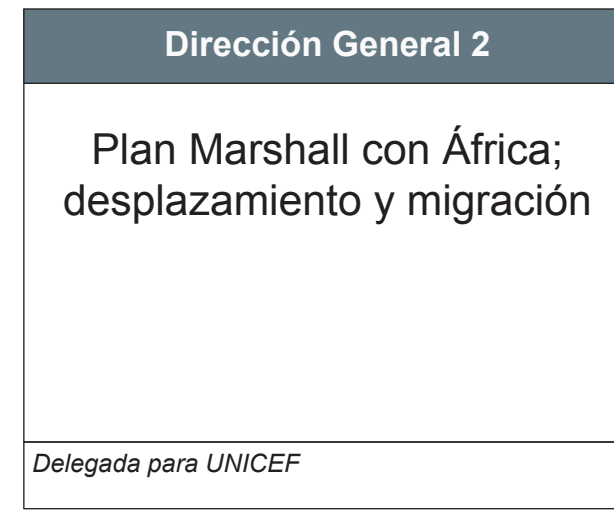 Dirección General 2
Plan Marshall con África;
desplazamiento y migración
Delegada para UNICEF